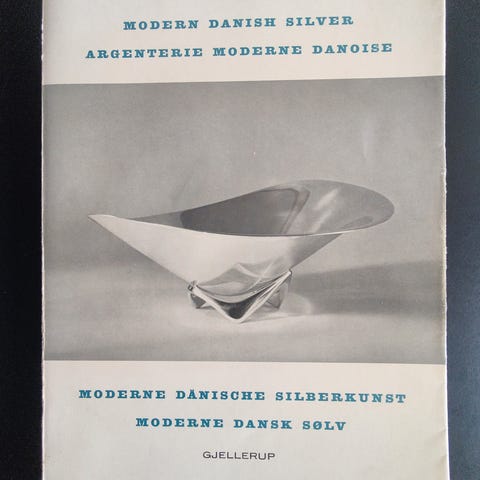 MODERN DANISH SILVER
ARGENTERIE MODERNE DANOISE
MODERNE DÄNISCHE SILBERKUNST
MODERNE DANSK SØLV
GJELLERUP